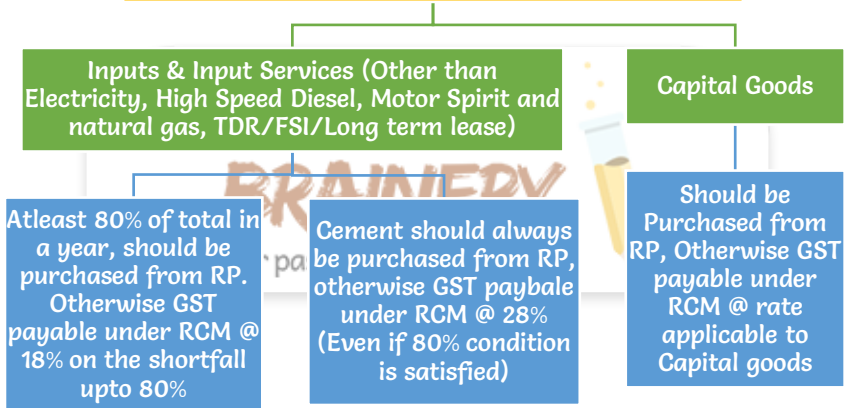 Inputs & Input Services (Other than
Electricity, High Speed Diesel, Motor Spirit and
natural gas, TDR/FSI/Long term lease)
Capital Goods
BRAINERY
Atleast 80% of total in
a year, should be
purchased from RP.
Otherwise GST
payable under RCM @
18% on the shortfall
upto 80%
Cement should always
be purchased from RP,
otherwise GST paybale
under RCM @ 28%
(Even if 80% condition
is satisfied)
Should be
Purchased from
RP, Otherwise GST
payable under
RCM @ rate
applicable to
Capital goods